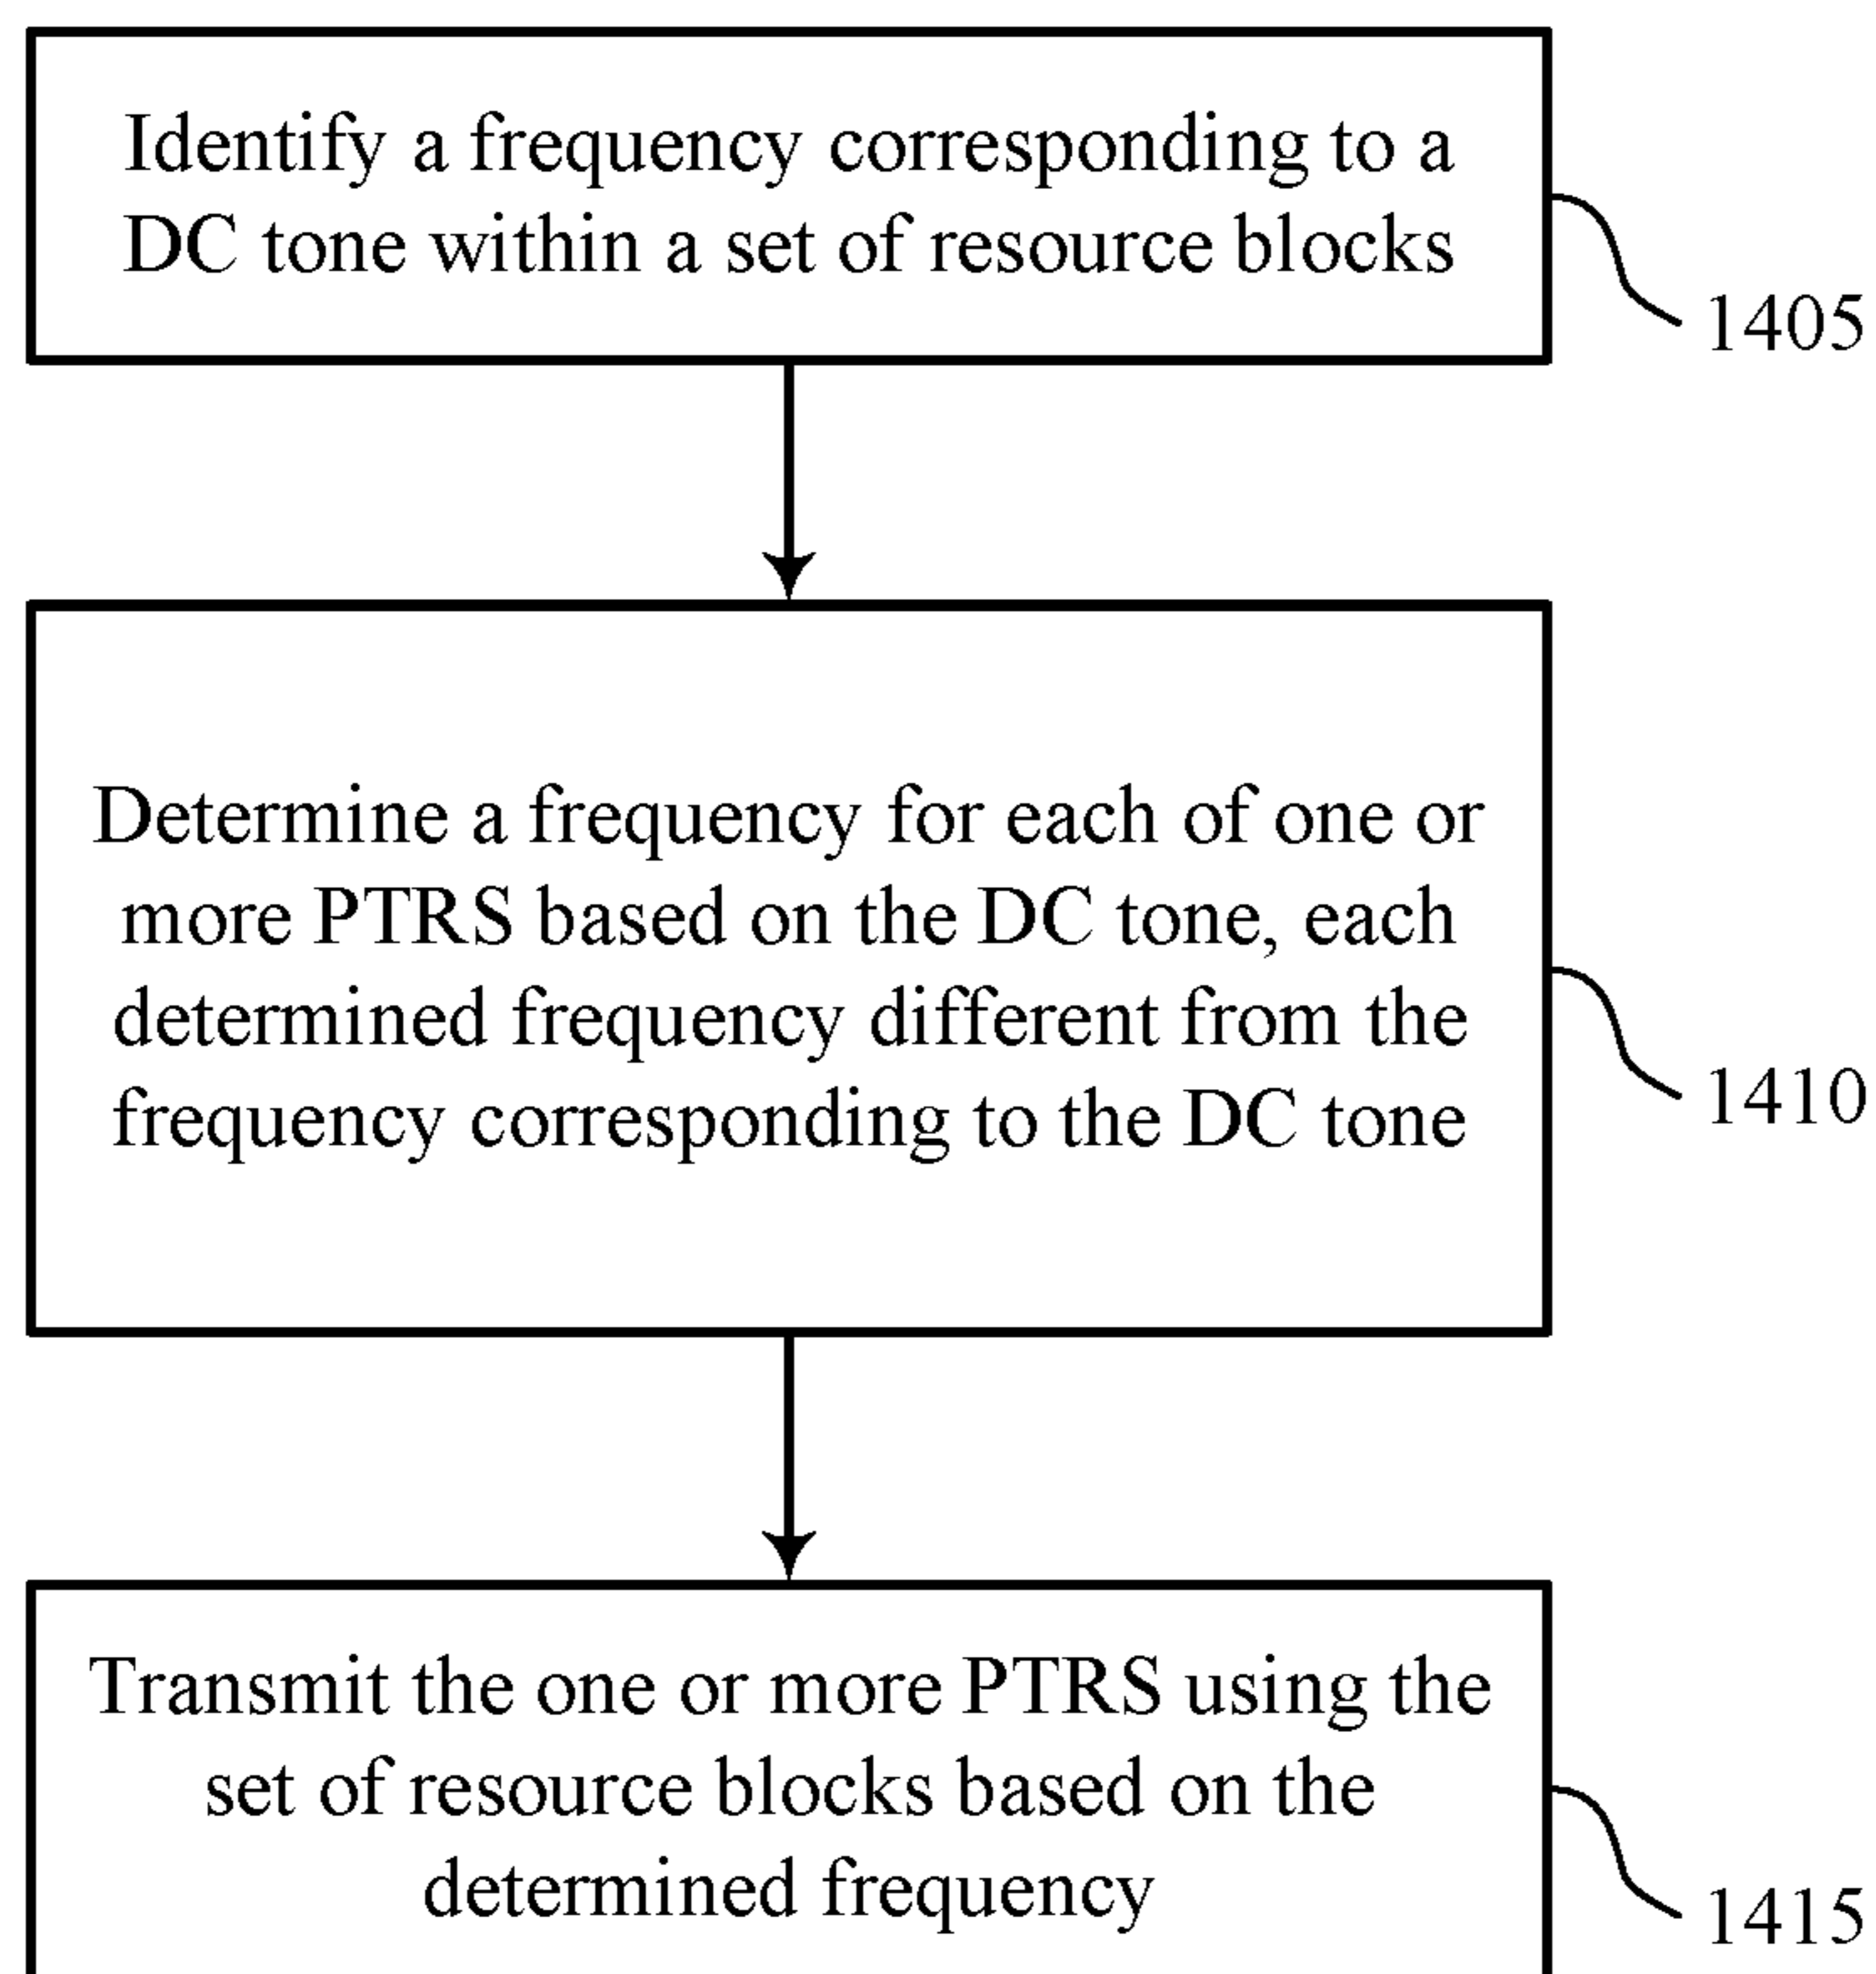 Identify a frequency corresponding to a
DC tone within a set of resource blocks
1405
Determine a frequency for each of one or
more PTRS based on the DC tone, each
determined frequency different from the
frequency corresponding to the DC tone
1410
Transmit the one or more PTRS using the
set of resource blocks based on the
determined frequency
1415